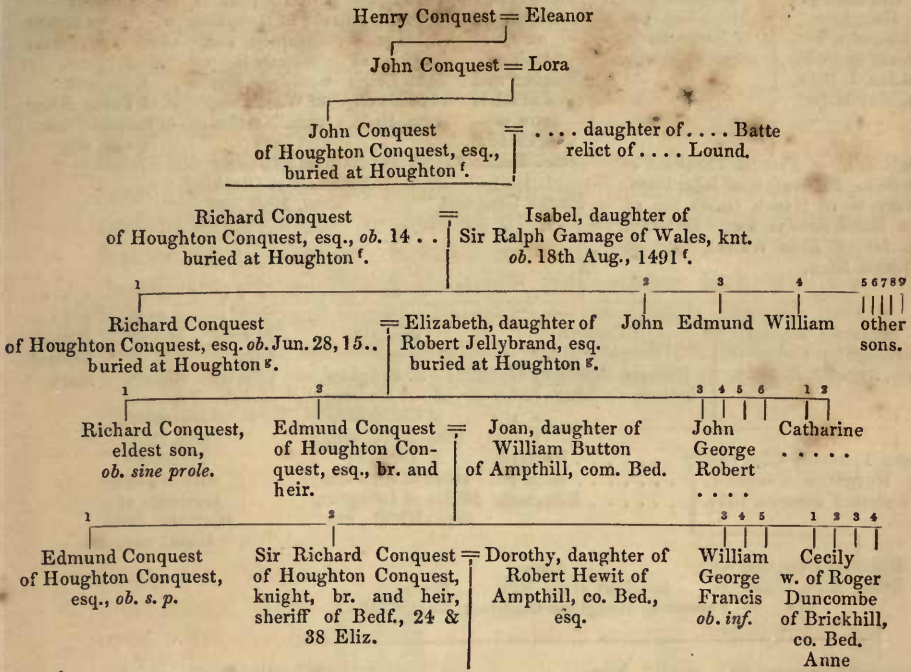 Henry Conquest = Eleanor
John Conquest = Lora
John Conquest
of Houghton Conquest, esq.,
buried at Houghton f.
= . . . . daughter of . . . . Batte
relict of . . . . Lound.
Richard Conquest
of Houghton Conquest, esq., ob. 14 . .
buried at Houghton f.
=
Isabel, daughter of
Sir Ralph Gamage of Wales, knt.
ob. 18th Aug., 1491 f.
1 2 3 4 5 6 7 8 9
Richard Conquest
of Houghton Conquest, esq. ob. Jun. 28, 15..
buried at Houghton g.
= Elizabeth, daughter of
Robert Jellybrand, esq.
buried at Houghton g.
John Edmund William other
sons.
1 2 3 4 5 6 1 2
Richard Conquest,
eldest son,
ob. sine prole.
Edmund Conquest
of Houghton Con-
quest, esq., br. and
heir.
=
Joan, daughter of
William Button
of Ampthill, com. Bed.
John
George
Robert
. . . .
Catharine
. . . . .
1 2 3 4 5 1 2 3 4
Edmund Conquest
of Houghton Conquest,
esq., ob. s. p.
Sir Richard Conquest
of Houghton Conquest,
knight, br. and heir,
sheriff of Bedf., 24 &
38 Eliz.
= Dorothy, daughter of
Robert Hewit of
Ampthill, co. Bed.,
esq.
William
George
Francis
ob. inf.
Cecily
w. of Roger
Duncombe
of Brickhill,
co. Bed.
Anne